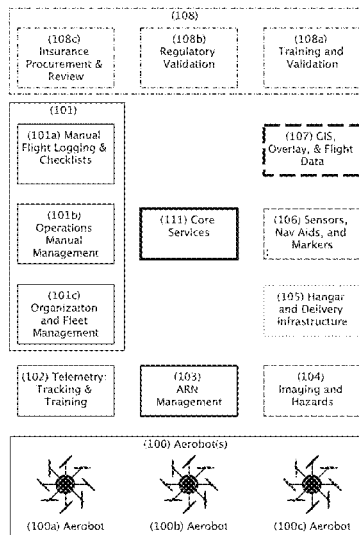 (108)
(108c)
Insurance
Procurement &
Review
(108b)
Regulatory
Validation
(108a)
Training and
Validation
(101)
(101a) Manual
Flight Logging &
Checklists
(107) GIS,
Overlay, & Flight
Data
(101b)
Operations
Manual
Management
(111) Core
Services
(106) Sensors,
Nav Aids, and
Markers
(101c)
Organization
and Fleet
Management
(105) Hangar
and Delivery
Infrastructure
(102) Telemetry:
Tracking &
Training
(103)
ARN
Management
(104)
Imaging and
Hazards
(100) Aerobot(s)
(100a) Aerobot
(100b) Aerobot
(100c) Aerobot